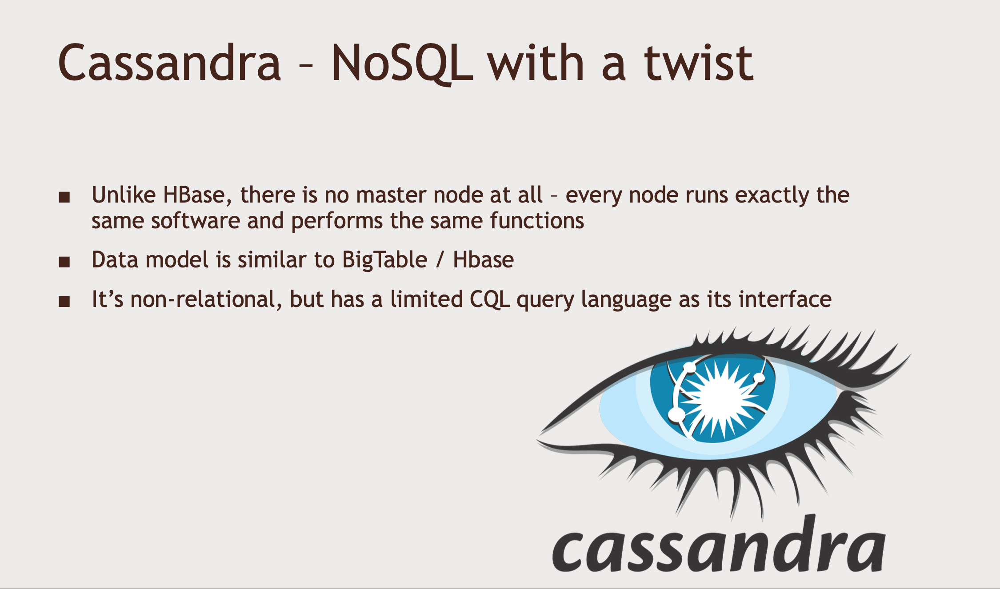 Cassandra – NoSQL with a twist
■ Unlike HBase, there is no master node at all – every node runs exactly the
same software and performs the same functions
■ Data model is similar to BigTable / Hbase
■ It’s non-relational, but has a limited CQL query language as its interface
cassandra